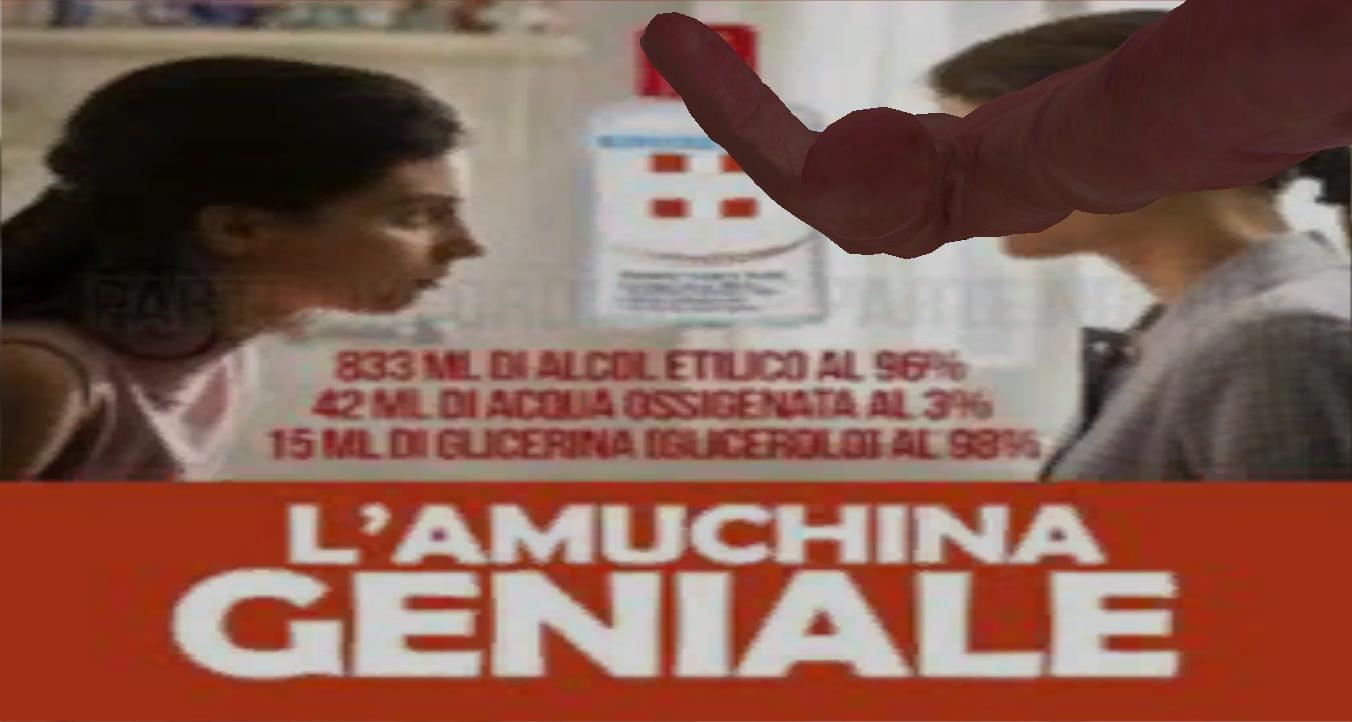 833 ML DI ALCOL ETILICO AL 96%
42 ML DI ACQUA OSSIGENATA AL 3%
15 ML DI GLICERINA (GLICEROLO) AL 98%
L'AMUCHINA
GENIALE